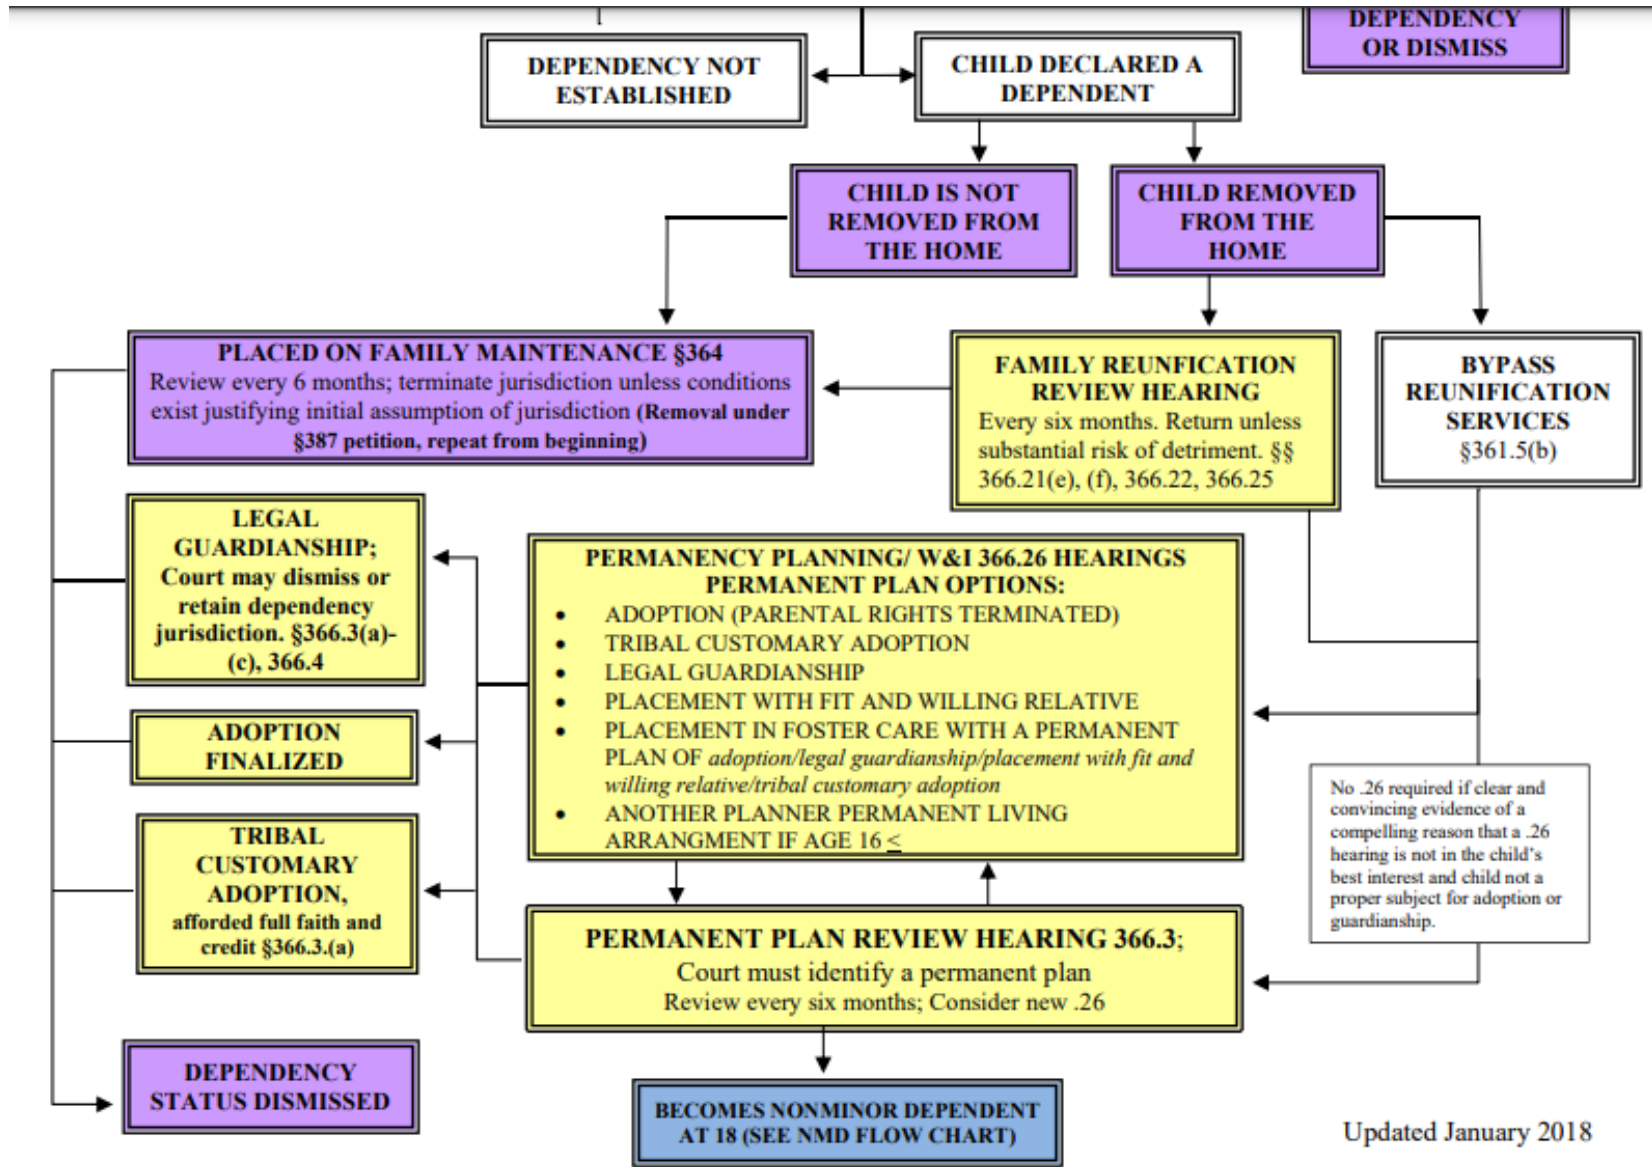 DEPENDENCY
OR DISMISS
DEPENDENCY NOT
ESTABLISHED
CHILD DECLARED A
DEPENDENT
CHILD IS NOT
REMOVED FROM
THE HOME
CHILD REMOVED
FROM THE
HOME
PLACED ON FAMILY MAINTENANCE §364
Review every 6 months; terminate jurisdiction unless conditions
exist justifying initial assumption of jurisdiction (Removal under
§387 petition, repeat from beginning)
FAMILY REUNFICATION
REVIEW HEARING
Every six months. Return unless
substantial risk of detriment. §§
366.21(e), (f), 366.22, 366.25
BYPASS
REUNIFICATION
SERVICES
§361.5(b)
LEGAL
GUARDIANSHIP;
Court may dismiss or
retain dependency
jurisdiction. §366.3(a)-
(c), 366.4
PERMANENCY PLANNING/ W&I 366.26 HEARINGS
PERMANENT PLAN OPTIONS:
• ADOPTION (PARENTAL RIGHTS TERMINATED)
• TRIBAL CUSTOMARY ADOPTION
• LEGAL GUARDIANSHIP
• PLACEMENT WITH FIT AND WILLING RELATIVE
• PLACEMENT IN FOSTER CARE WITH A PERMANENT
PLAN OF adoption/legal guardianship/placement with fit and
willing relative/tribal customary adoption
• ANOTHER PLANNER PERMANENT LIVING
ARRANGMENT IF AGE 16 <
ADOPTION
FINALIZED
No .26 required if clear and
convincing evidence of a
compelling reason that a .26
hearing is not in the child's
best interest and child not a
proper subject for adoption or
guardianship.
TRIBAL
CUSTOMARY
ADOPTION,
afforded full faith and
credit §366.3.(a)
PERMANENT PLAN REVIEW HEARING 366.3;
Court must identify a permanent plan
Review every six months; Consider new .26
DEPENDENCY
STATUS DISMISSED
BECOMES NONMINOR DEPENDENT
AT 18 (SEE NMD FLOW CHART)
Updated January 2018